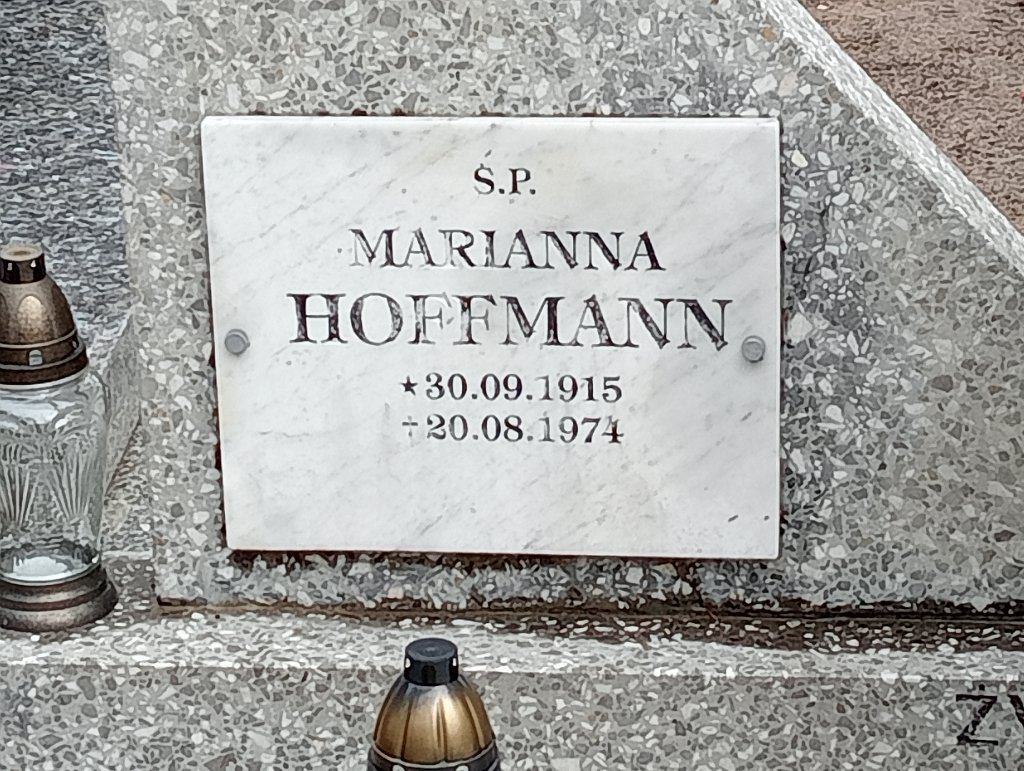 Ś.P.
MARIANNA
HOFFMANN
★30.09.1915
†20.08.1974